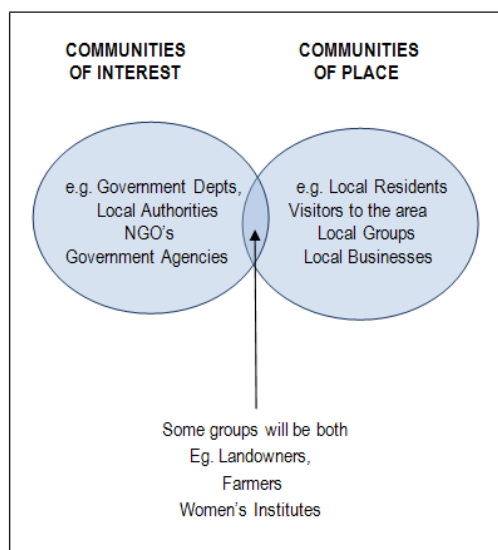 COMMUNITIES
OF INTEREST
COMMUNITIES
OF PLACE
e.g. Government Depts,
Local Authorities
NGO's
Government Agencies
e.g. Local Residents
Visitors to the area
Local Groups
Local Businesses
Some groups will be both
Eg. Landowners,
Farmers
Women's Institutes